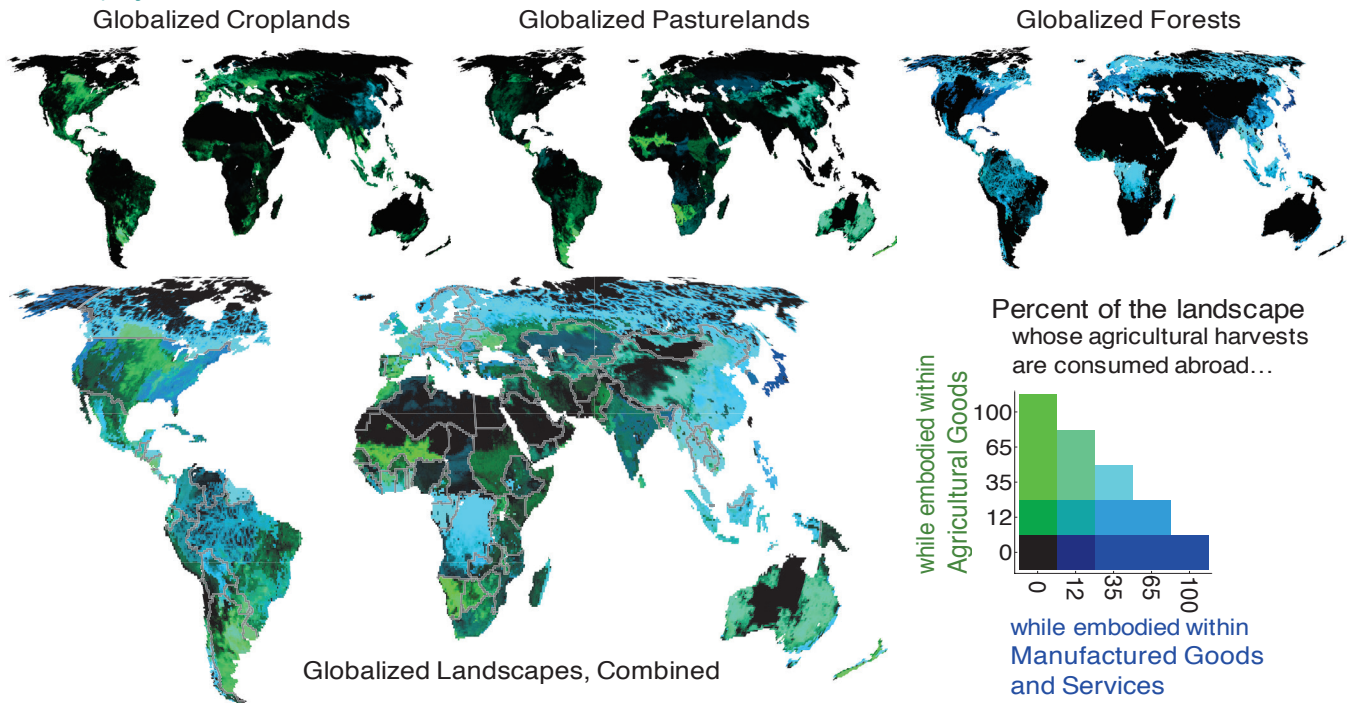 Globalized Croplands
Globalized Pasturelands
Globalized Forests
Globalized Landscapes, Combined
Percent of the landscape
whose agricultural harvests
are consumed abroad…
while embodied within
Agricultural Goods
100
65
35
12
0
0
12
35
65
100
while embodied within
Manufactured Goods
and Services